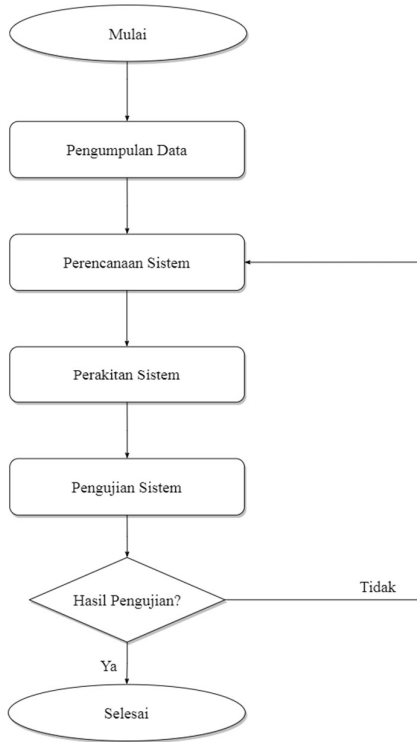 Mulai
Pengumpulan Data
Perencanaan Sistem
Perakitan Sistem
Pengujian Sistem
Hasil Pengujian?
Tidak
Ya
Selesai